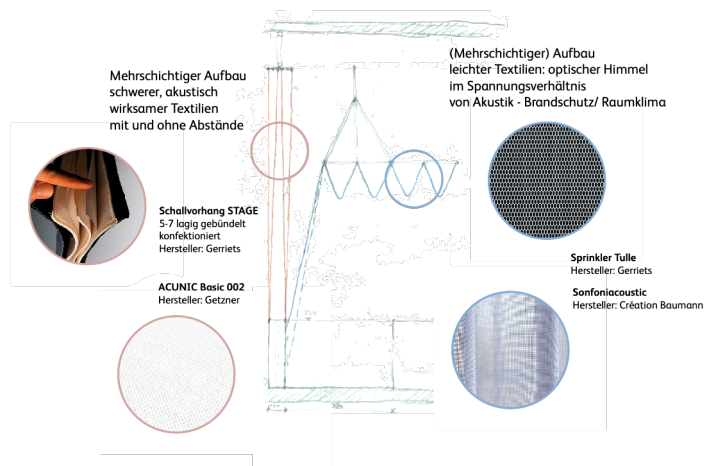 Mehrschichtiger Aufbau
schwerer, akustisch
wirksamer Textilien
mit und ohne Abstände
(Mehrschichtiger) Aufbau
leichter Textilien: optischer Himmel
im Spannungsverhältnis
von Akustik - Brandschutz/ Raumklima
Schallvorhang STAGE
5-7 lagig gebündelt
konfektioniert
Hersteller: Gerriets
ACUNIC Basic 002
Hersteller: Getzner
Sprinkler Tulle
Hersteller: Gerriets
Sonfoniacoustic
Hersteller: Création Baumann